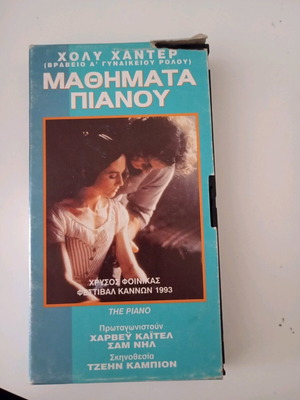 ΧΟΛΥ ΧΑΝΤΕΡ
(ΒΡΑΒΕΙΟ Α' ΓΥΝΑΙΚΕΙΟΥ ΡΟΛΟΥ)
ΜΑΘΗΜΑΤΑ
ΠΙΑΝΟΥ
ΧΡΥΣΟΣ ΦΟΙΝΙΚΑΣ
ΦΕΣΤΙΒΑΛ ΚΑΝΝΩΝ 1993
THE PIANO
Πρωταγωνιστούν
ΧΑΡΒΕΫ ΚΑΪΤΕΛ
ΣΑΜ ΝΗΛ
Σκηνοθεσία
ΤΖΕΗΝ ΚΑΜΠΙΟΝ